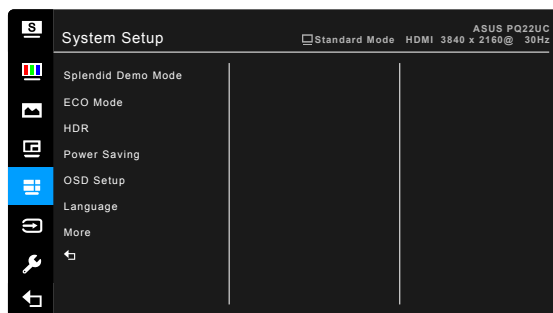 S
System Setup
ASUS PQ22UC
Standard Mode HDMI 3840 x 2160@ 30Hz
Splendid Demo Mode
ECO Mode
HDR
Power Saving
OSD Setup
Language
More